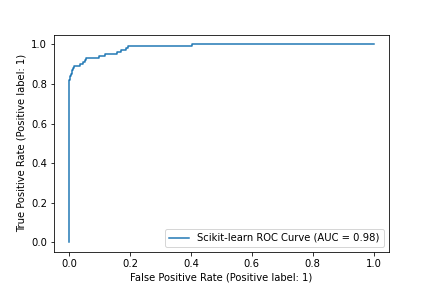 1.0
0.8
0.6
0.4
0.2
0.0
True Positive Rate (Positive label: 1)
Scikit-learn ROC Curve (AUC = 0.98)
0.0 0.2 0.4 0.6 0.8 1.0
False Positive Rate (Positive label: 1)